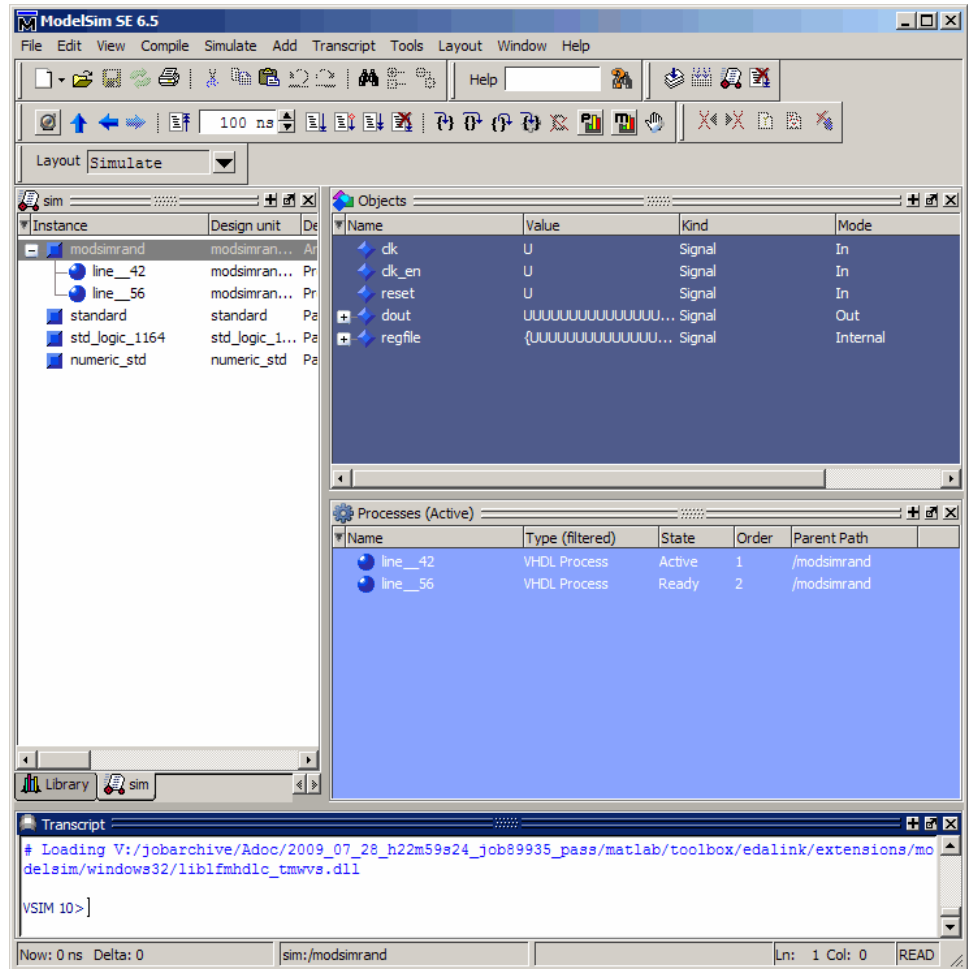 ModelSim SE 6.5
File Edit View Compile Simulate Add Transcript Tools Layout Window Help
Help
100 ns
Layout Simulate
sim
Instance Design unit De
modsimrand modsimran... Ar
line__42 modsimran... Pr
line__56 modsimran... Pr
standard standard Pa
std_logic_1164 std_logic_1... Pa
numeric_std numeric_std Pa
Library sim
Objects
Name Value Kind Mode
clk U Signal In
clk_en U Signal In
reset U Signal In
dout UUUUUUUUUUUUUUU... Signal Out
regfile {UUUUUUUUUUUUUU... Signal Internal
Processes (Active)
Name Type (filtered) State Order Parent Path
line__42 VHDL Process Active 1 /modsimrand
line__56 VHDL Process Ready 2 /modsimrand
Transcript
# Loading V:/jobarchive/Adoc/2009_07_28_h22m59s24_job89935_pass/matlab/toolbox/edalink/extensions/mo
delsim/windows32/liblfmhdlc_tmwvs.dll
VSIM 10>
Now: 0 ns Delta: 0 sim:/modsimrand Ln: 1 Col: 0 READ